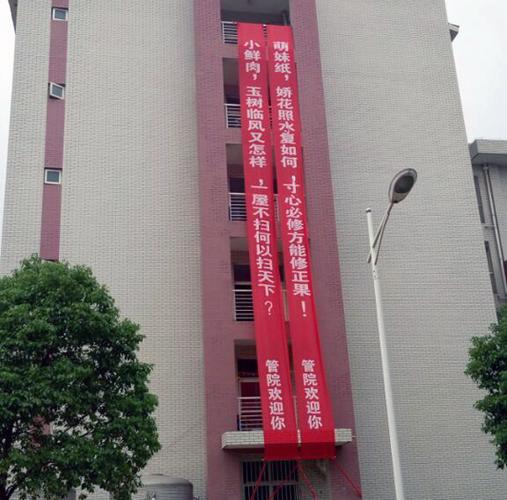 萌妹纸，娇花照水复如何，寸心必修方能修正果！
管院欢迎你
小鲜肉，玉树临风又怎样，一屋不扫何以扫天下？
管院欢迎你